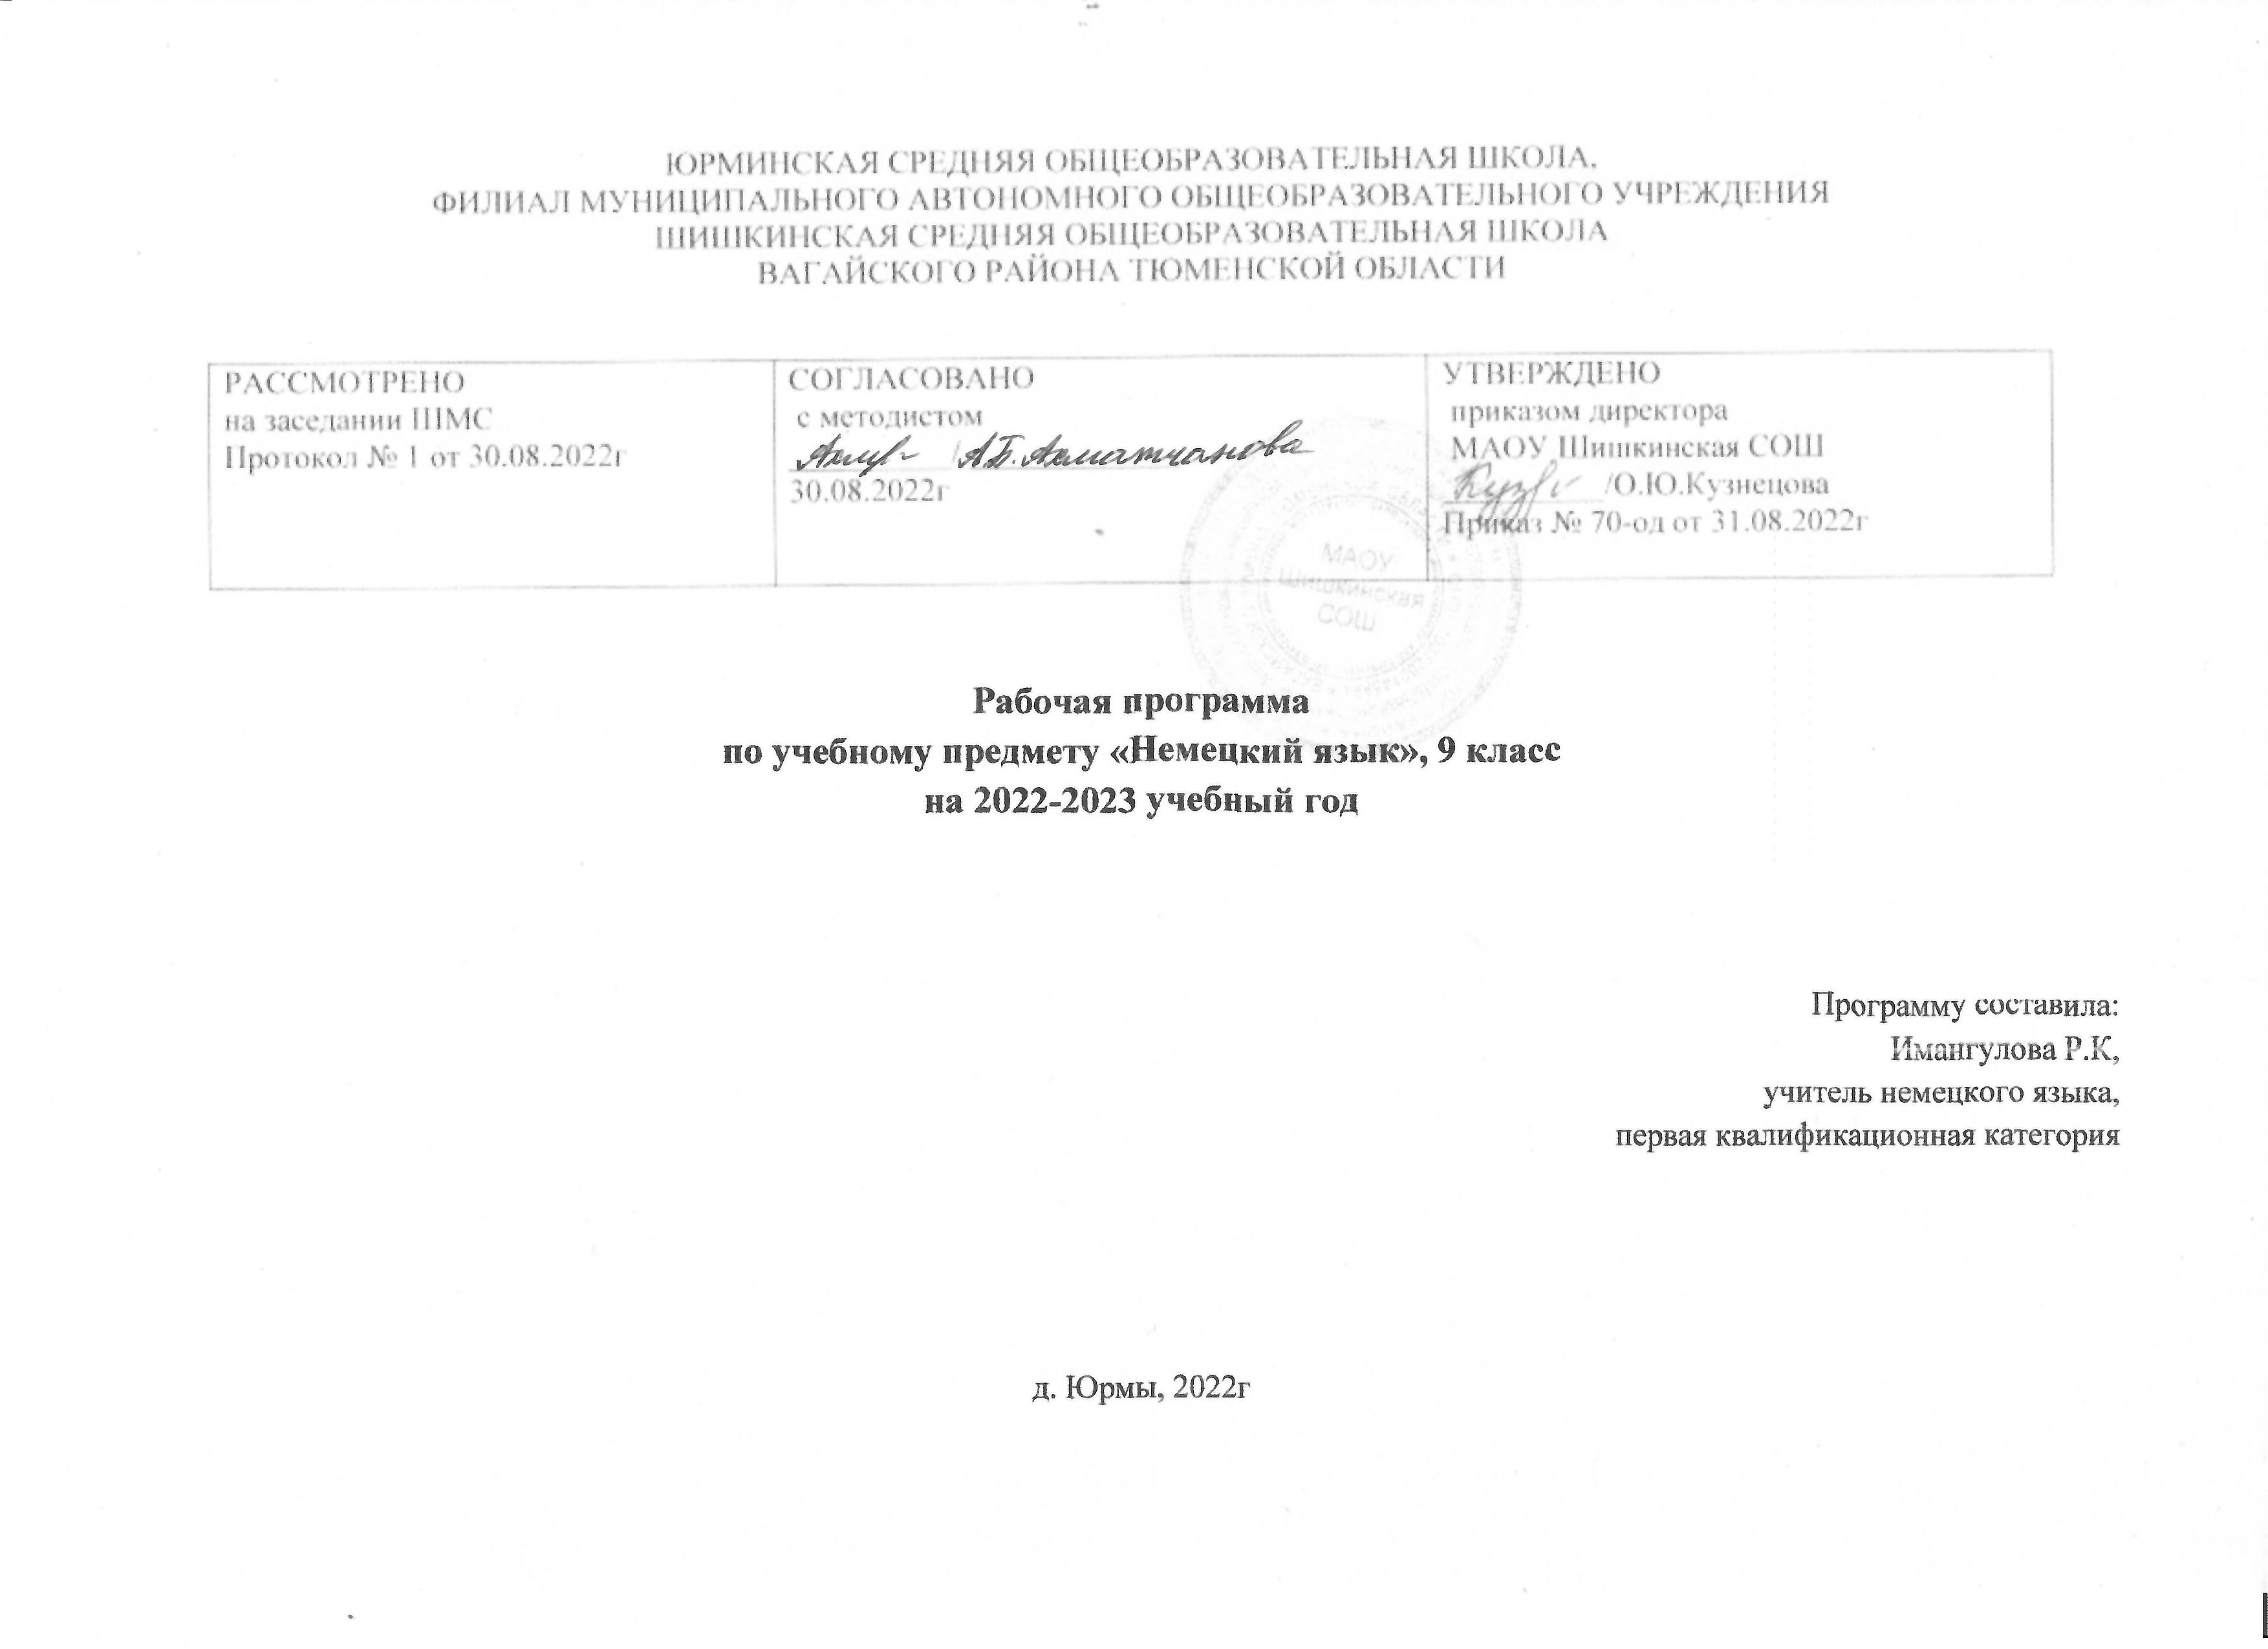 ЮРМИНСКАЯ СРЕДНЯЯ ОБЩЕОБРАЗОВАТЕЛЬНАЯ ШКОЛА,
ФИЛИАЛ МУНИЦИПАЛЬНОГО АВТОНОМНОГО ОБЩЕОБРАЗОВАТЕЛЬНОГО УЧРЕЖДЕНИЯ
ШИШКИНСКАЯ СРЕДНЯЯ ОБЩЕОБРАЗОВАТЕЛЬНАЯ ШКОЛА
ВАГАЙСКОГО РАЙОНА ТЮМЕНСКОЙ ОБЛАСТИ
РАССМОТРЕНО
на заседании ШМС
Протокол № 1 от 30.08.2022г
СОГЛАСОВАНО
с методистом
А.Б. Ахматчанова
30.08.2022г
УТВЕРЖДЕНО
приказом директора
МАОУ Шишкинская СОШ
/О.Ю.Кузнецова
Приказ № 70-од от 31.08.2022г
МАОУ
Шишкинская
СОШ
Рабочая программа
по учебному предмету «Немецкий язык», 9 класс
на 2022-2023 учебный год
Программу составила:
Имангулова Р.К,
учитель немецкого языка,
первая квалификационная категория
д. Юрмы, 2022г